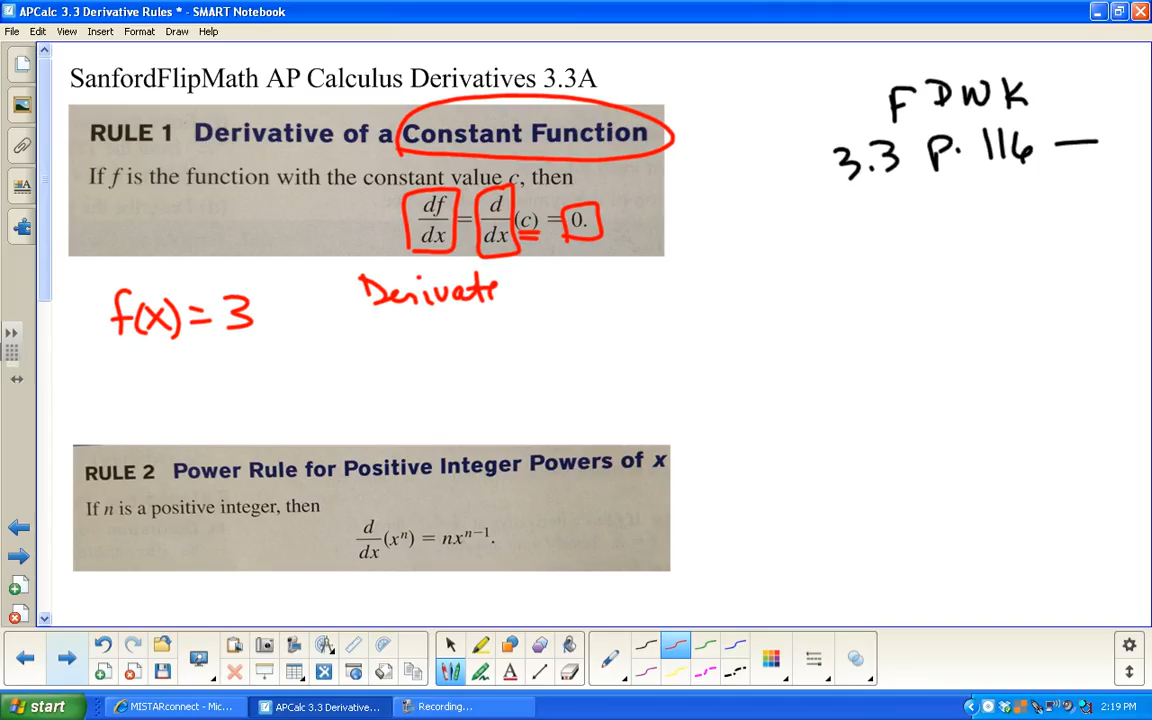 APCalc 3.3 Derivative Rules * - SMART Notebook
File Edit View Insert Format Draw Help
SanfordFlipMath AP Calculus Derivatives 3.3A
F D W K
3.3 p. 116 —
RULE 1 Derivative of a Constant Function
If f is the function with the constant value c, then
df/dx = d/dx (c) = 0.
Derivate
f(x) = 3
RULE 2 Power Rule for Positive Integer Powers of x
If n is a positive integer, then
d/dx (xⁿ) = nxⁿ⁻¹.
start
MISTARconnect - W...
APCalc 3.3 Derivative...
Recording...
2:19 PM